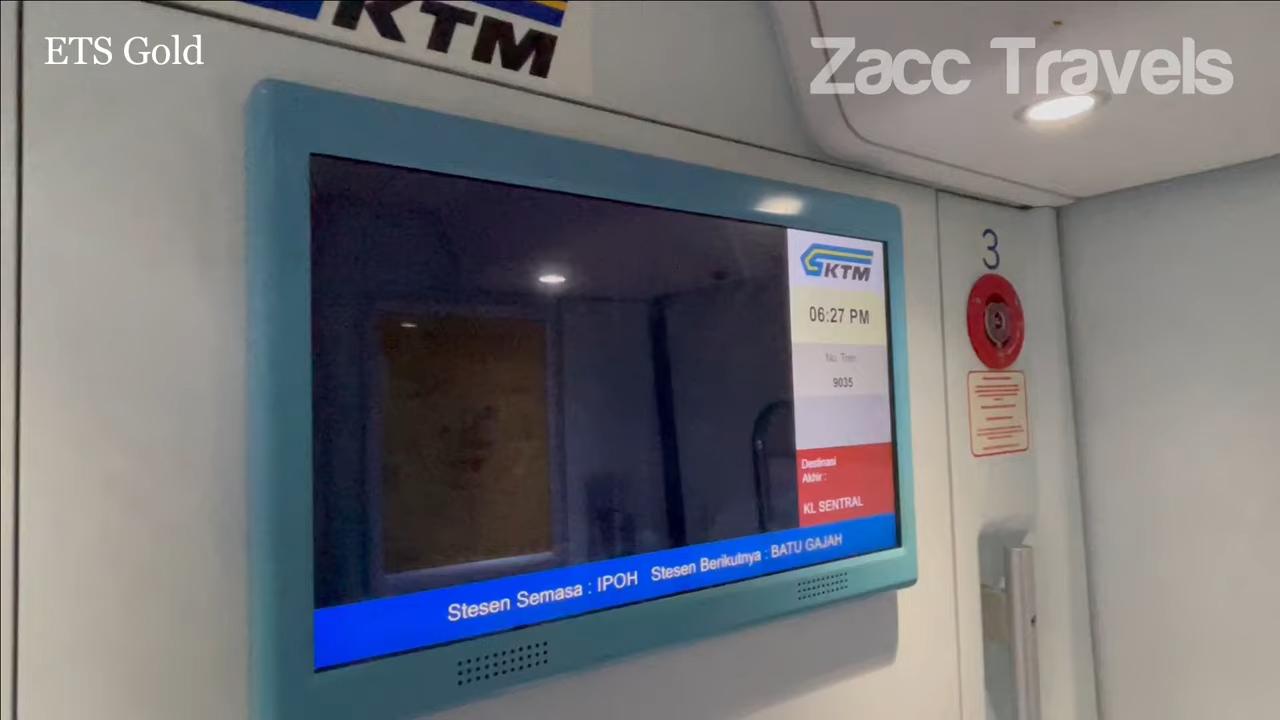 KTM
ETS Gold
Zacc Travels
3
KTM
06:27 PM
No. Tren
9035
Destinasi
Akhir :
KL SENTRAL
Stesen Semasa : IPOH Stesen Berikutnya : BATU GAJAH